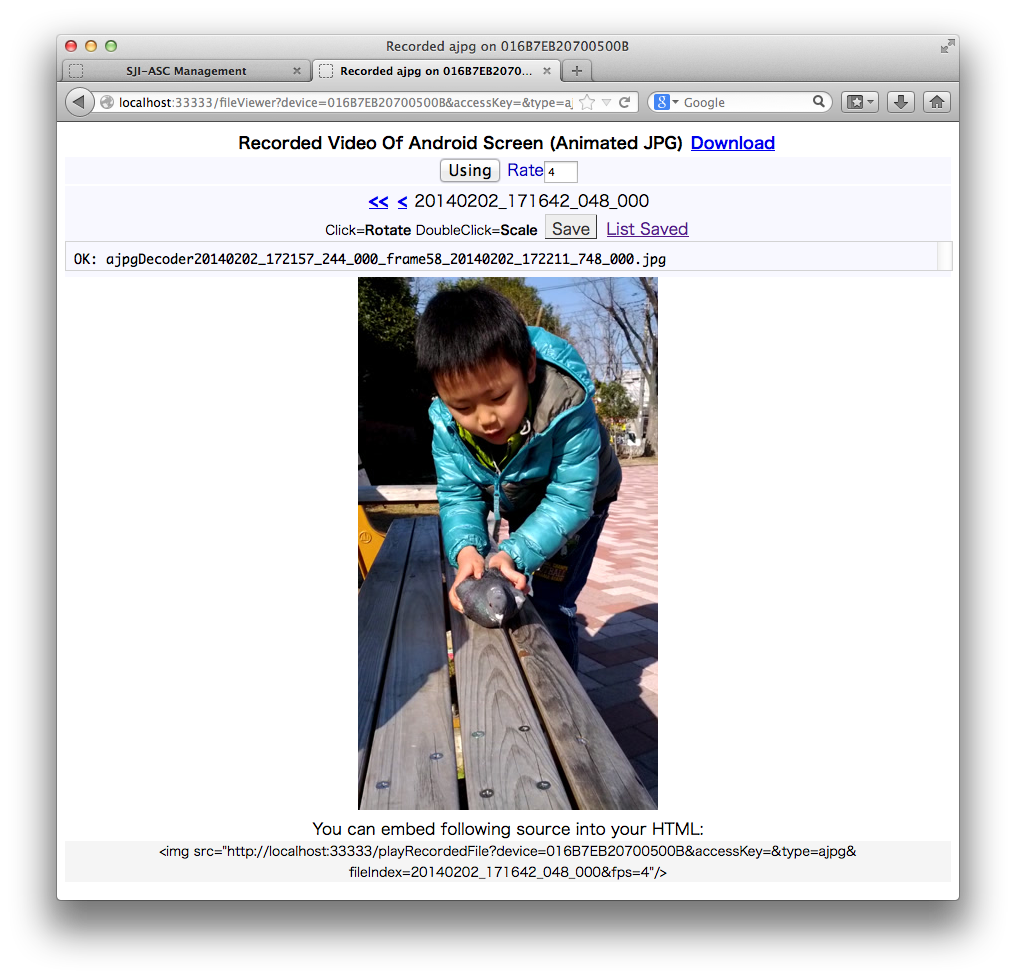 Recorded ajpg on 016B7EB20700500B
SJI-ASC Management
Recorded ajpg on 016B7EB2070...
localhost:33333/fileViewer?device=016B7EB20700500B&accessKey=&type=aj
Google
Recorded Video Of Android Screen (Animated JPG) Download
Using Rate 4
<< < 20140202_171642_048_000
Click=Rotate DoubleClick=Scale Save List Saved
OK: ajpgDecoder20140202_172157_244_000_frame58_20140202_172211_748_000.jpg
You can embed following source into your HTML:
<img src="http://localhost:33333/playRecordedFile?device=016B7EB20700500B&accessKey=&type=ajpg&
fileIndex=20140202_171642_048_000&fps=4"/>